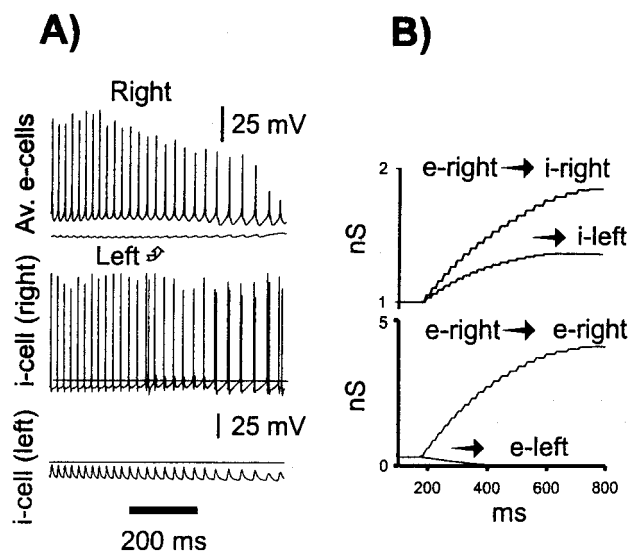 A)
Right
25 mV
Av. e-cells
Left
i-cell (right)
25 mV
i-cell (left)
200 ms
B)
2
e-right → i-right
→ i-left
nS
1
5
e-right → e-right
nS
→ e-left
0
200 400 600 800
ms